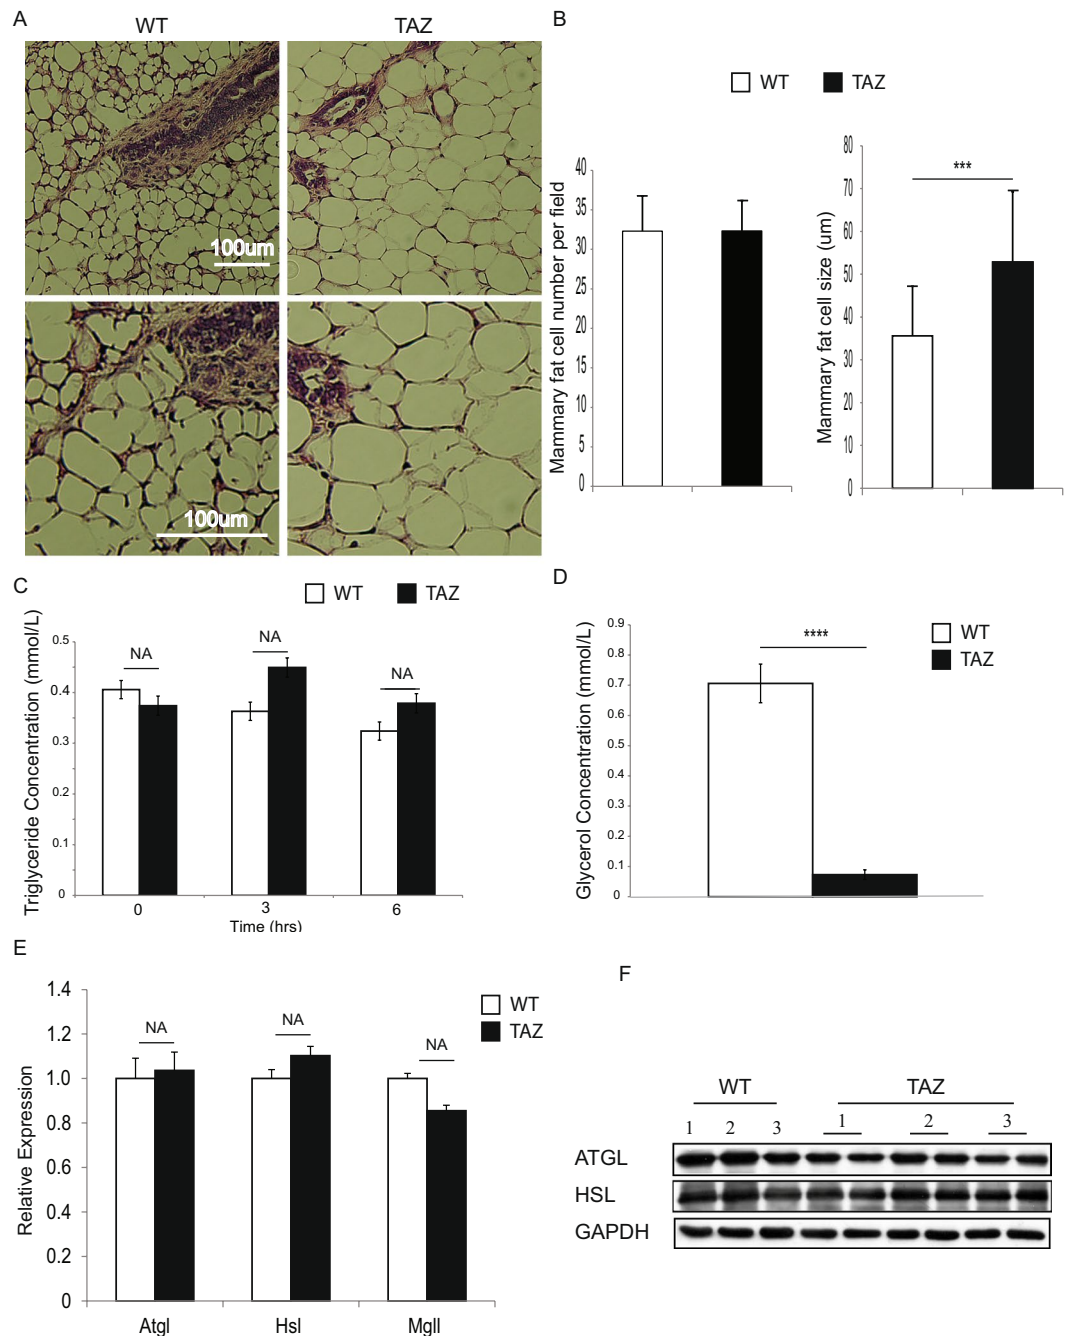 A
WT
TAZ
100um
100um
B
WT
TAZ
Mammary fat cell number per field
40
35
30
25
20
15
10
5
0
Mammary fat cell size (um)
80
70
60
50
40
30
20
10
0
***
C
WT
TAZ
Triglyceride Concentration (mmol/L)
0.5
0.4
0.3
0.2
0.1
0
NA
NA
NA
0 3 6
Time (hrs)
D
WT
TAZ
Glycerol Concentration (mmol/L)
0.9
0.8
0.7
0.6
0.5
0.4
0.3
0.2
0.1
0
****
E
WT
TAZ
Relative Expression
1.4
1.2
1.0
0.8
0.6
0.4
0.2
0
NA
NA
NA
Atgl Hsl Mgll
F
WT TAZ
1 2 3 1 2 3
ATGL
HSL
GAPDH